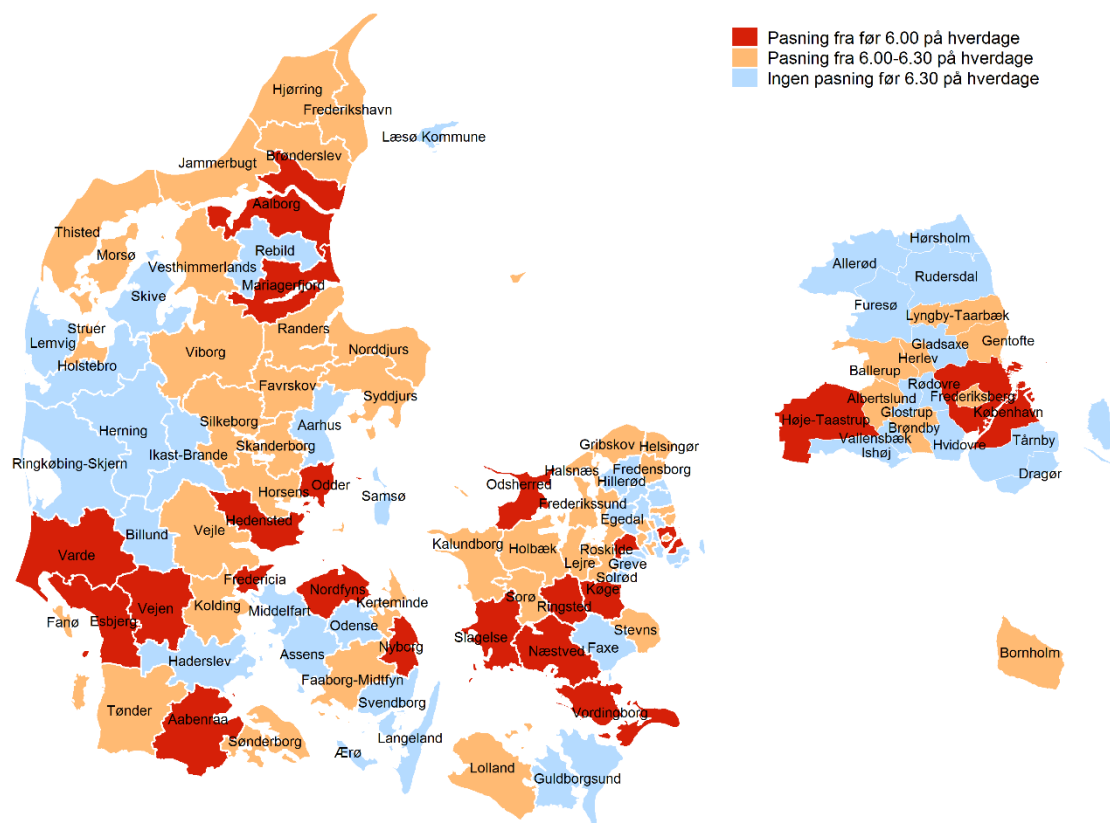 Pasning fra før 6.00 på hverdage
Pasning fra 6.00-6.30 på hverdage
Ingen pasning før 6.30 på hverdage
Hjørring
Frederikshavn
Læsø Kommune
Brønderslev
Jammerbugt
Aalborg
Thisted
Morsø
Rebild
Vesthimmerlands
Mariagerfjord
Skive
Struer
Lemvig
Holstebro
Randers
Viborg
Norddjurs
Favrskov
Syddjurs
Silkeborg
Aarhus
Herning
Skanderborg
Ikast-Brande
Ringkøbing-Skjern
Odder
Horsens
Samsø
Hedensted
Billund
Vejle
Varde
Fredericia
Vejen
Kolding
Esbjerg
Fanø
Nordfyns
Middelfart
Kerteminde
Odense
Nyborg
Assens
Haderslev
Faaborg-Midtfyn
Svendborg
Tønder
Aabenraa
Sønderborg
Ærø
Langeland
Gribskov
Helsingør
Halsnæs
Fredensborg
Hillerød
Odsherred
Frederikssund
Egedal
Kalundborg
Holbæk
Roskilde
Lejre
Greve
Solrød
Køge
Sorø
Ringsted
Stevns
Slagelse
Næstved
Faxe
Vordingborg
Lolland
Guldborgsund
Hørsholm
Allerød
Rudersdal
Furesø
Lyngby-Taarbæk
Gladsaxe
Gentofte
Herlev
Ballerup
Rødovre
Albertslund
Frederiksberg
Glostrup
København
Høje-Taastrup
Brøndby
Vallensbæk
Hvidovre
Tårnby
Ishøj
Dragør
Bornholm